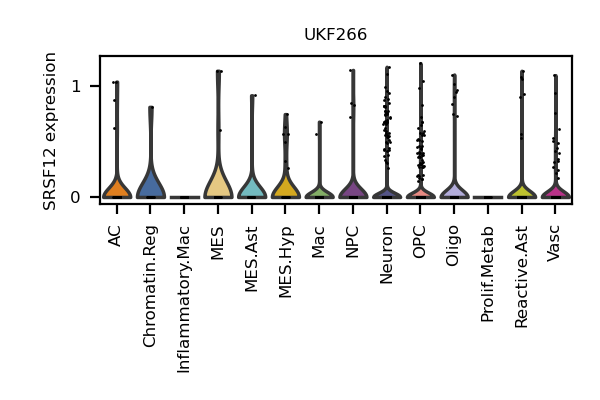 UKF266
SRSF12 expression
1
0
AC
Chromatin.Reg
Inflammatory.Mac
MES
MES.Ast
MES.Hyp
Mac
NPC
Neuron
OPC
Oligo
Prolif.Metab
Reactive.Ast
Vasc